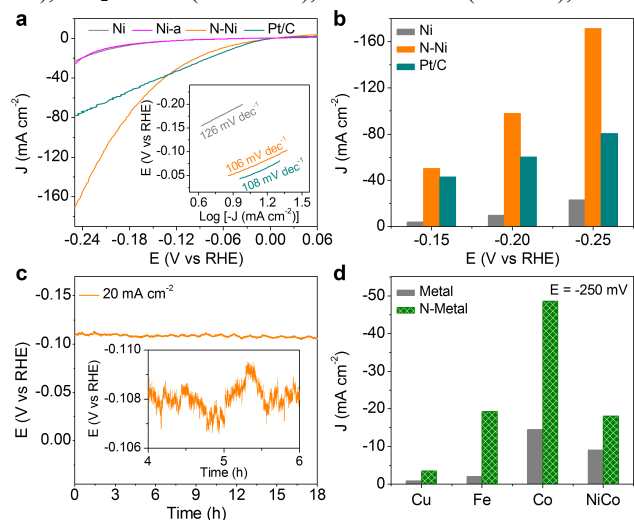 a
Ni Ni-a N-Ni Pt/C
20
0
-40
-80
-120
-160
J (mA cm⁻²)
-0.24 -0.18 -0.12 -0.06 0.00 0.06
E (V vs RHE)
-0.20
-0.15
-0.10
-0.05
E (V vs RHE)
126 mV dec⁻¹
106 mV dec⁻¹
108 mV dec⁻¹
0.6 0.9 1.2 1.5
Log [-J (mA cm⁻²)]
b
Ni
N-Ni
Pt/C
-160
-80
-40
0
J (mA cm⁻²)
-0.15 -0.20 -0.25
E (V vs RHE)
c
20 mA cm⁻²
-0.15
-0.10
-0.05
0.00
E (V vs RHE)
0 3 6 9 12 15 18
Time (h)
-0.110
-0.108
-0.106
E (V vs RHE)
4 5 6
Time (h)
d
Metal
N-Metal
E = -250 mV
-50
-40
-30
-20
-10
0
J (mA cm⁻²)
Cu Fe Co NiCo